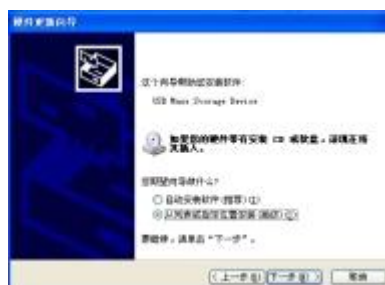 硬件更新向导
这个向导帮助您安装软件:
USB Mass Storage Device
如果您的硬件带有安装 CD 或软盘，请现在将
其插入。
您期望向导做什么?
自动安装软件(推荐)(I)
从列表或指定位置安装(高级)(S)
要继续，请单击“下一步”。
<上一步(B) 下一步(N)> 取消